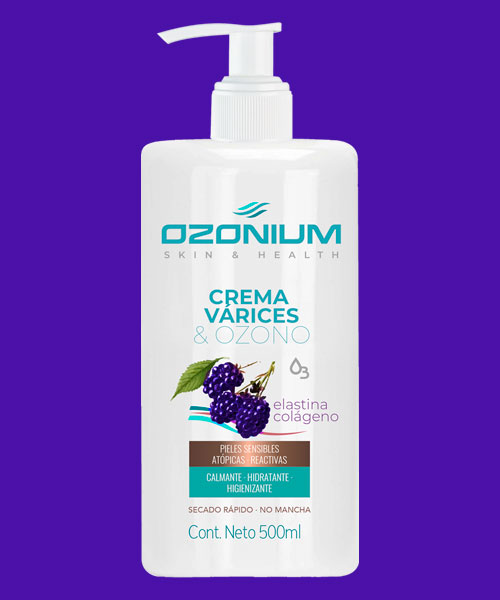 OZONIUM
SKIN & HEALTH
CREMA
VÁRICES
& OZONO
O3
elastina
colágeno
PIELES SENSIBLES
ATÓPICAS · REACTIVAS
CALMANTE · HIDRATANTE ·
HIGIENIZANTE
SECADO RÁPIDO · NO MANCHA
Cont. Neto 500ml